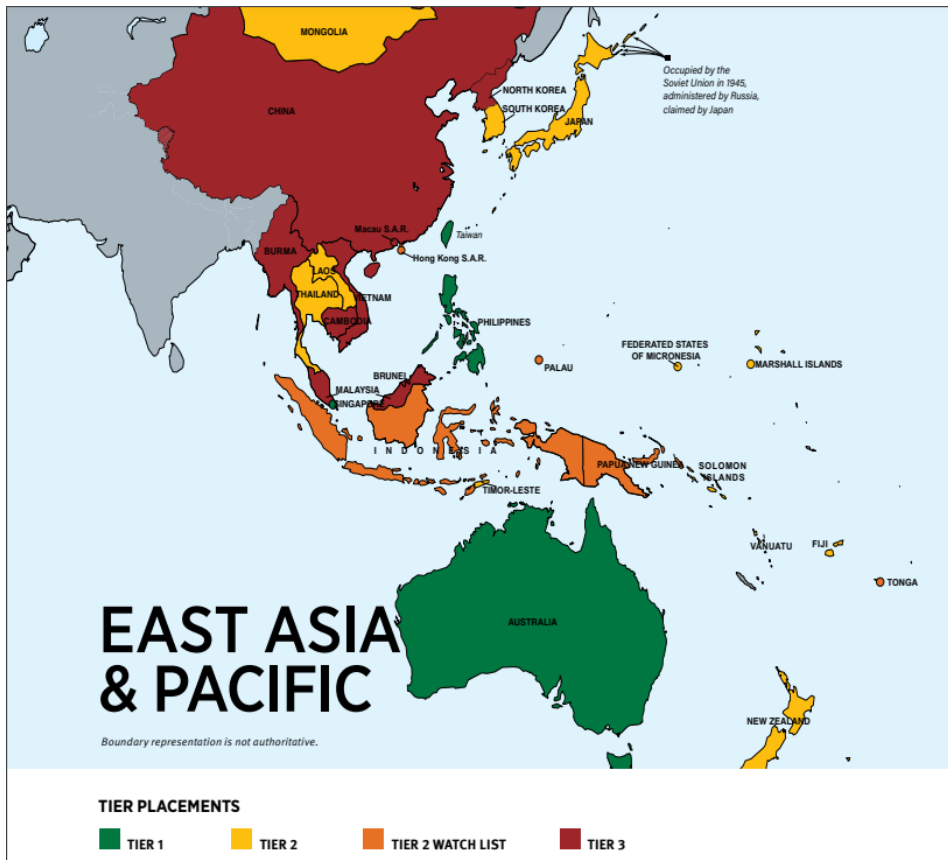 MONGOLIA
Occupied by the
Soviet Union in 1945,
administered by Russia,
claimed by Japan
NORTH KOREA
SOUTH KOREA
CHINA
JAPAN
Macau S.A.R.
Taiwan
BURMA
Hong Kong S.A.R.
LAOS
THAILAND
VIETNAM
CAMBODIA
PHILIPPINES
FEDERATED STATES
OF MICRONESIA
PALAU
MARSHALL ISLANDS
BRUNEI
MALAYSIA
SINGAPORE
INDONESIA
PAPUA NEW GUINEA
SOLOMON
ISLANDS
TIMOR-LESTE
VANUATU
FIJI
TONGA
AUSTRALIA
EAST ASIA
& PACIFIC
NEW ZEALAND
Boundary representation is not authoritative.
TIER PLACEMENTS
TIER 1
TIER 2
TIER 2 WATCH LIST
TIER 3